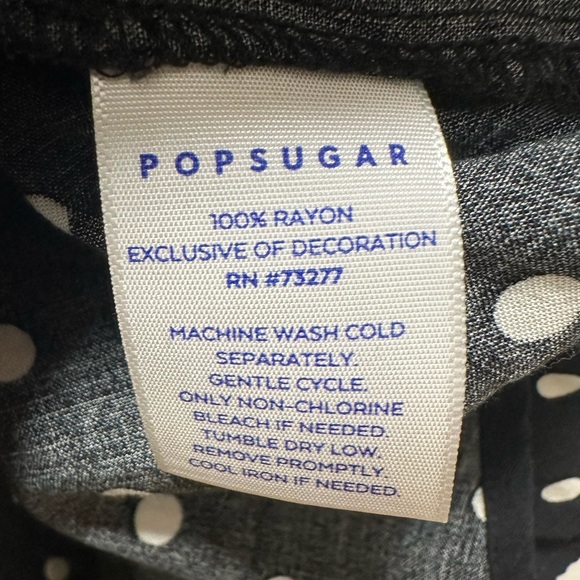 POPSUGAR
100% RAYON
EXCLUSIVE OF DECORATION
RN #73277
MACHINE WASH COLD
SEPARATELY.
GENTLE CYCLE.
ONLY NON-CHLORINE
BLEACH IF NEEDED.
TUMBLE DRY LOW.
REMOVE PROMPTLY.
COOL IRON IF NEEDED.